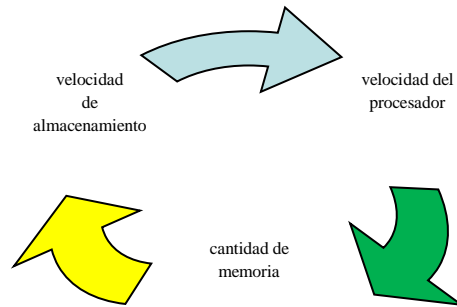 velocidad
de
almacenamiento
velocidad del
procesador
cantidad de
memoria